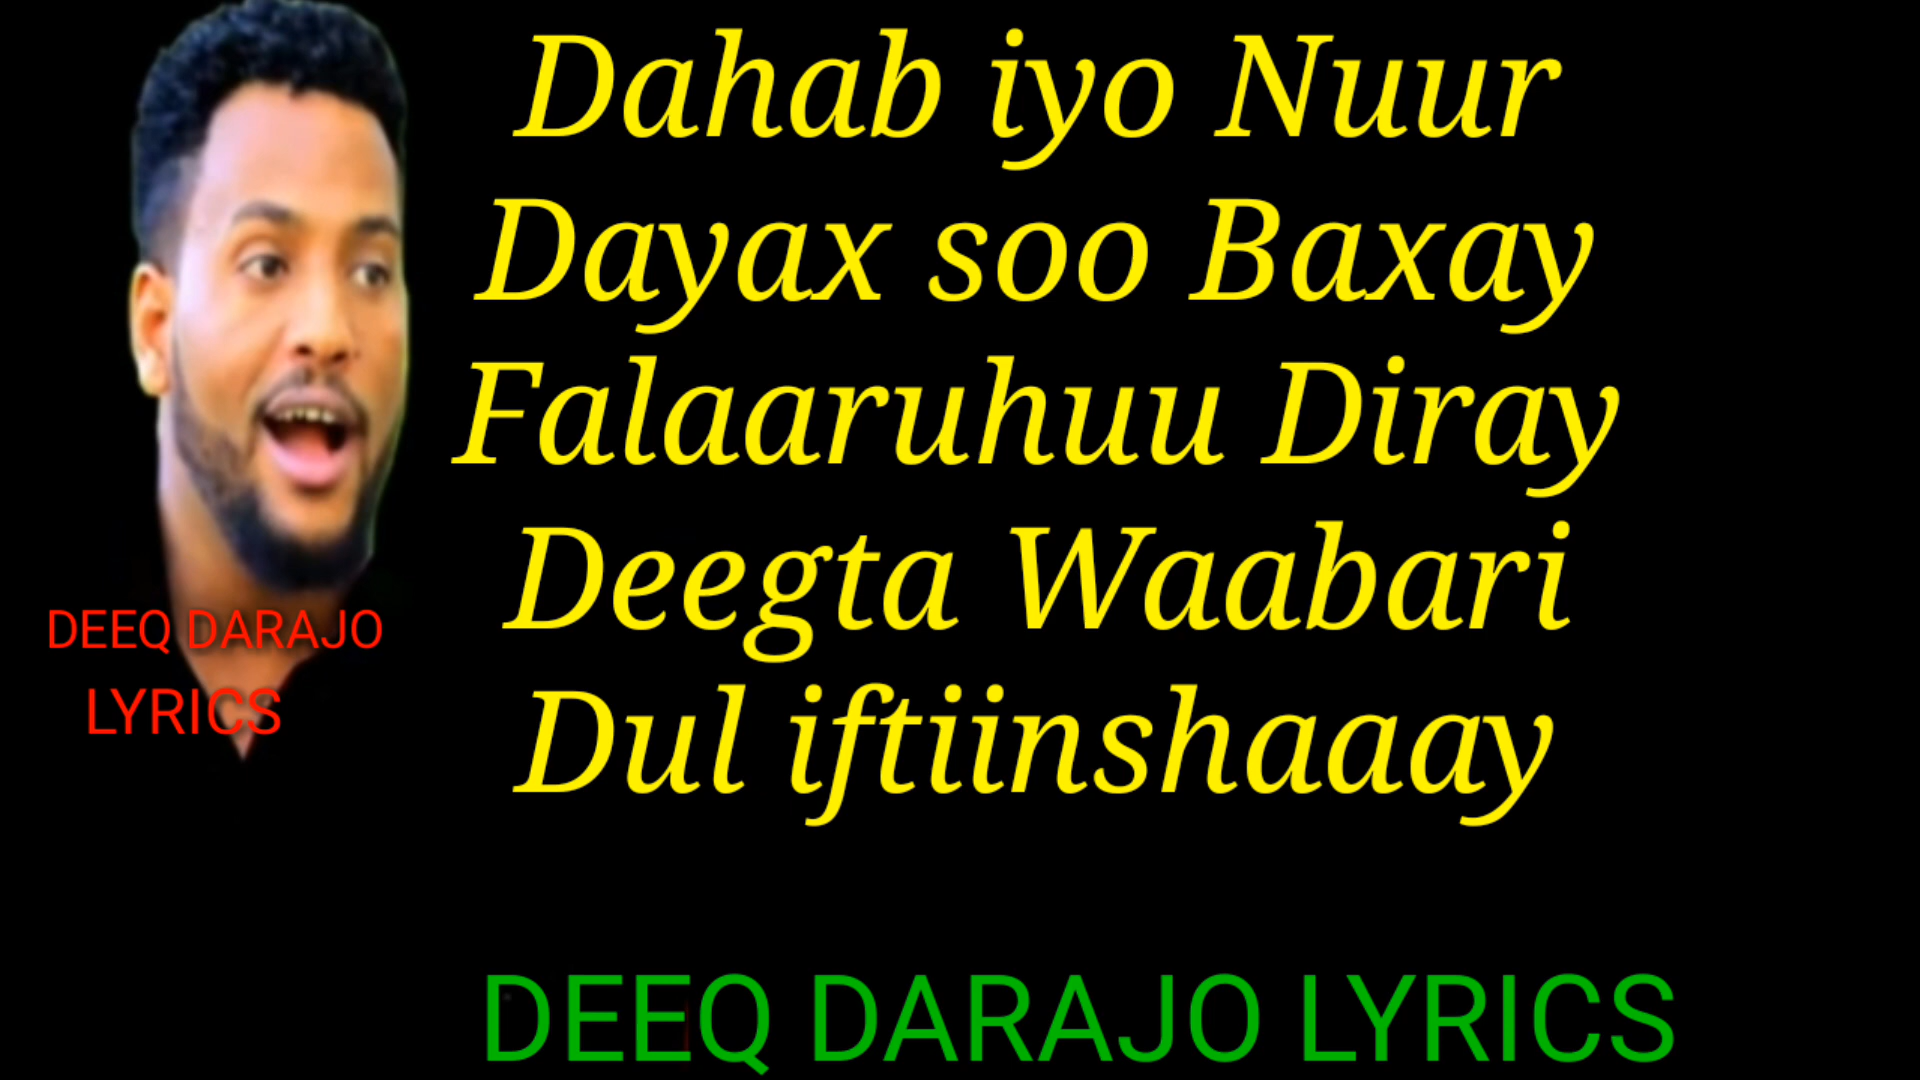 Dahab iyo Nuur
Dayax soo Baxay
Falaaruhuu Diray
Deegta Waabari
Dul iftiinshaaay
DEEQ DARAJO
LYRICS
DEEQ DARAJO LYRICS